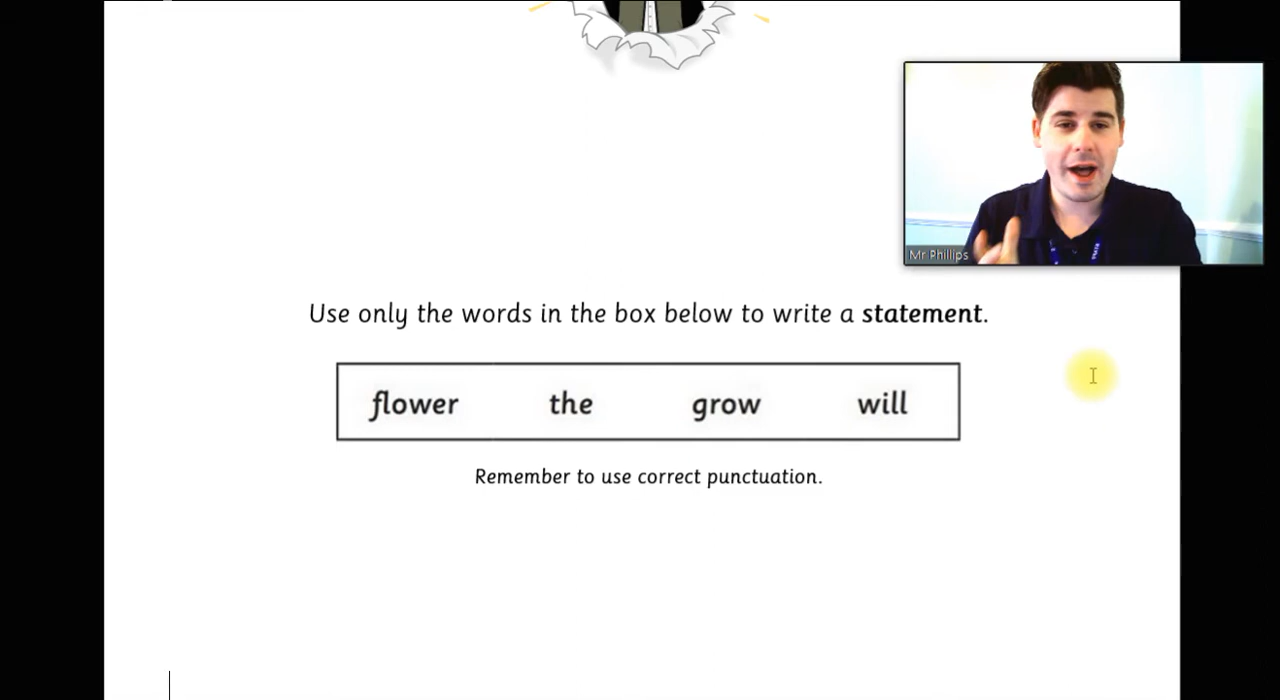 Mr Phillips
Use only the words in the box below to write a statement.
flower the grow will
Remember to use correct punctuation.